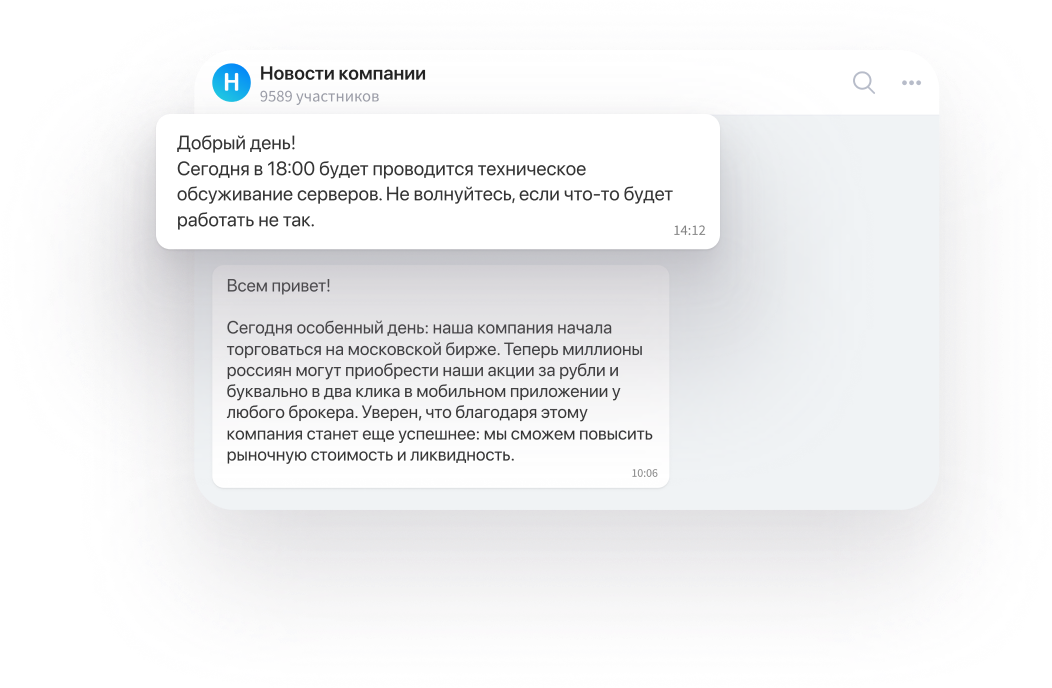 Н
Новости компании
9589 участников
Добрый день!
Сегодня в 18:00 будет проводится техническое
обсуживание серверов. Не волнуйтесь, если что-то будет
работать не так.
14:12
Всем привет!
Сегодня особенный день: наша компания начала
торговаться на московской бирже. Теперь миллионы
россиян могут приобрести наши акции за рубли и
буквально в два клика в мобильном приложении у
любого брокера. Уверен, что благодаря этому
компания станет еще успешнее: мы сможем повысить
рыночную стоимость и ликвидность.
10:06